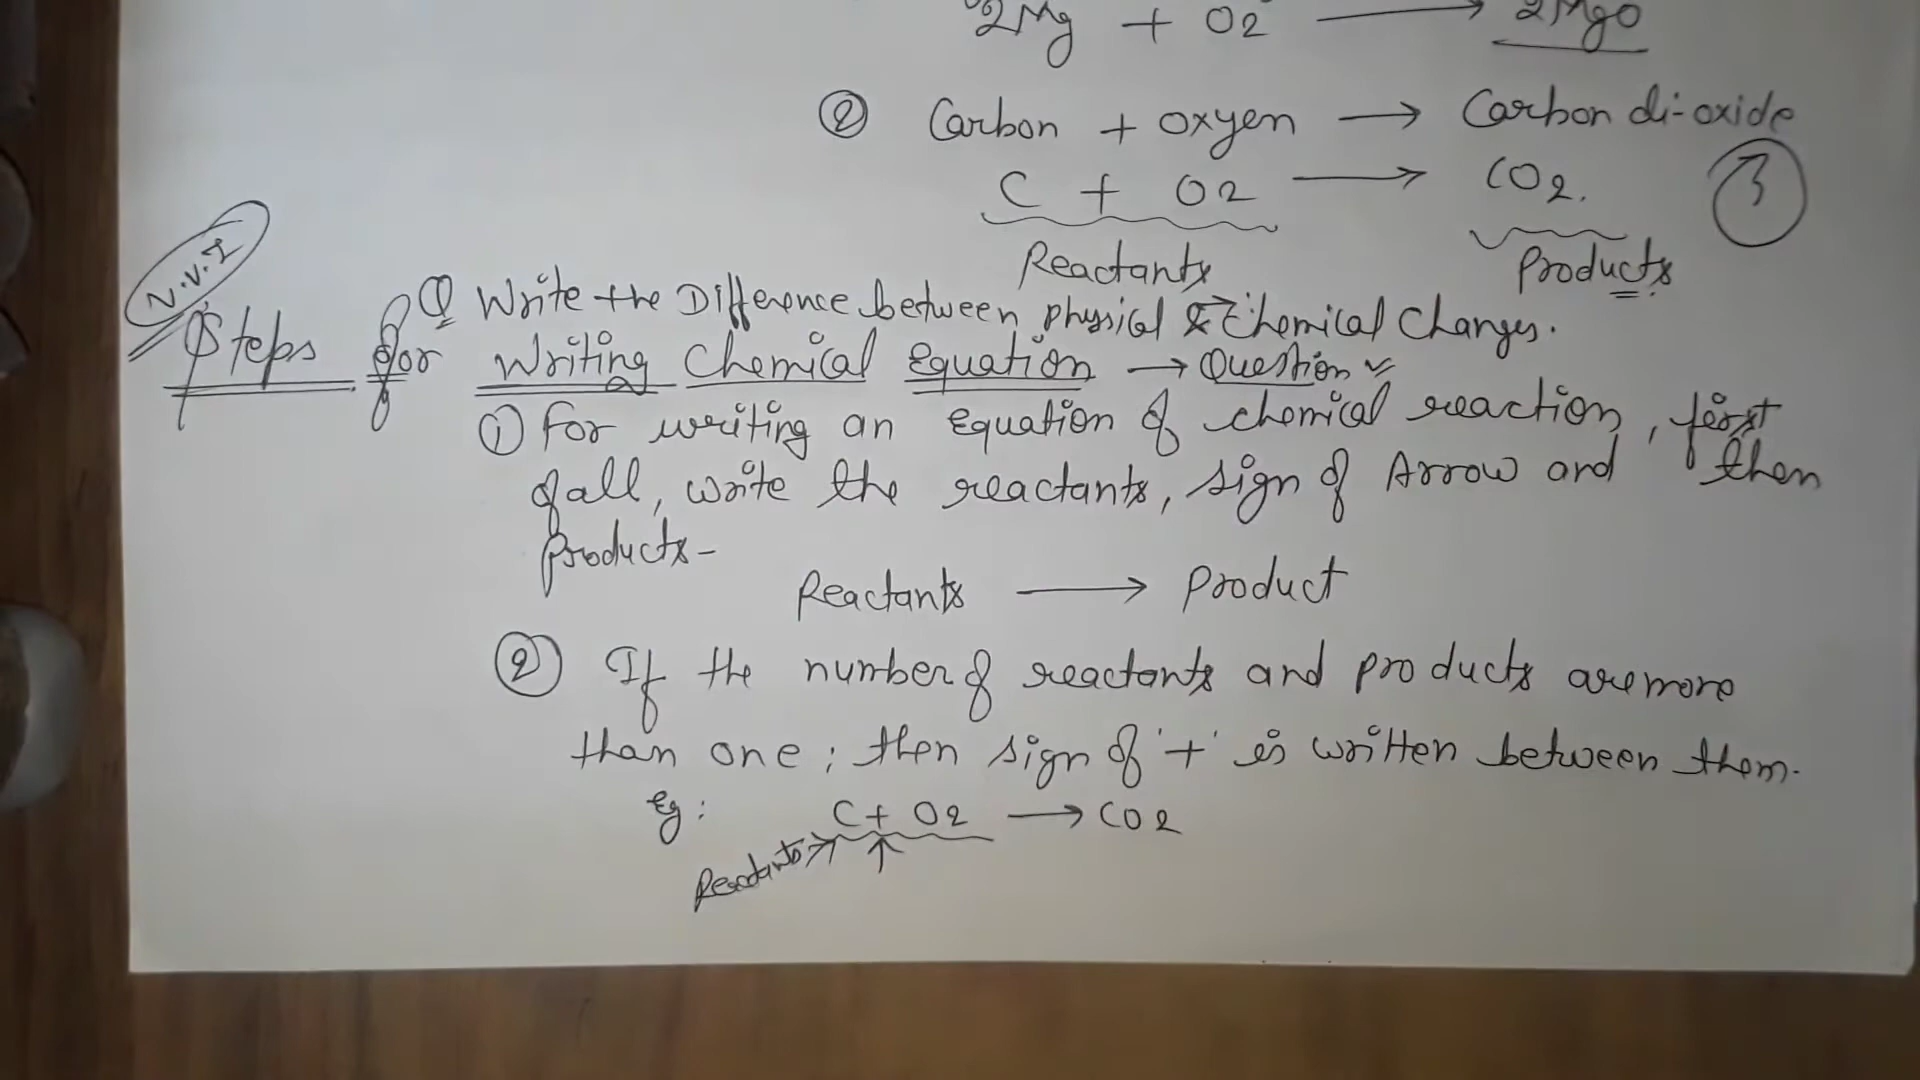 2Mg + O2 ⟶ 2MgO
② Carbon + Oxyen ⟶ Carbon di-oxide
C + O2 ⟶ CO2.
3
Reactants Products
N.V.I
Q Write the Difference between physical & Chemical Changes.
Steps for Writing Chemical Equation → Question
① For writing an Equation of chemical reaction, first
of all, write the reactants, sign of Arrow and then
products-
Reactants ⟶ Product
② If the number of reactants and products are more
than one; then sign of '+' is written between them.
Eg: C + O2 ⟶ CO2
Reactants →